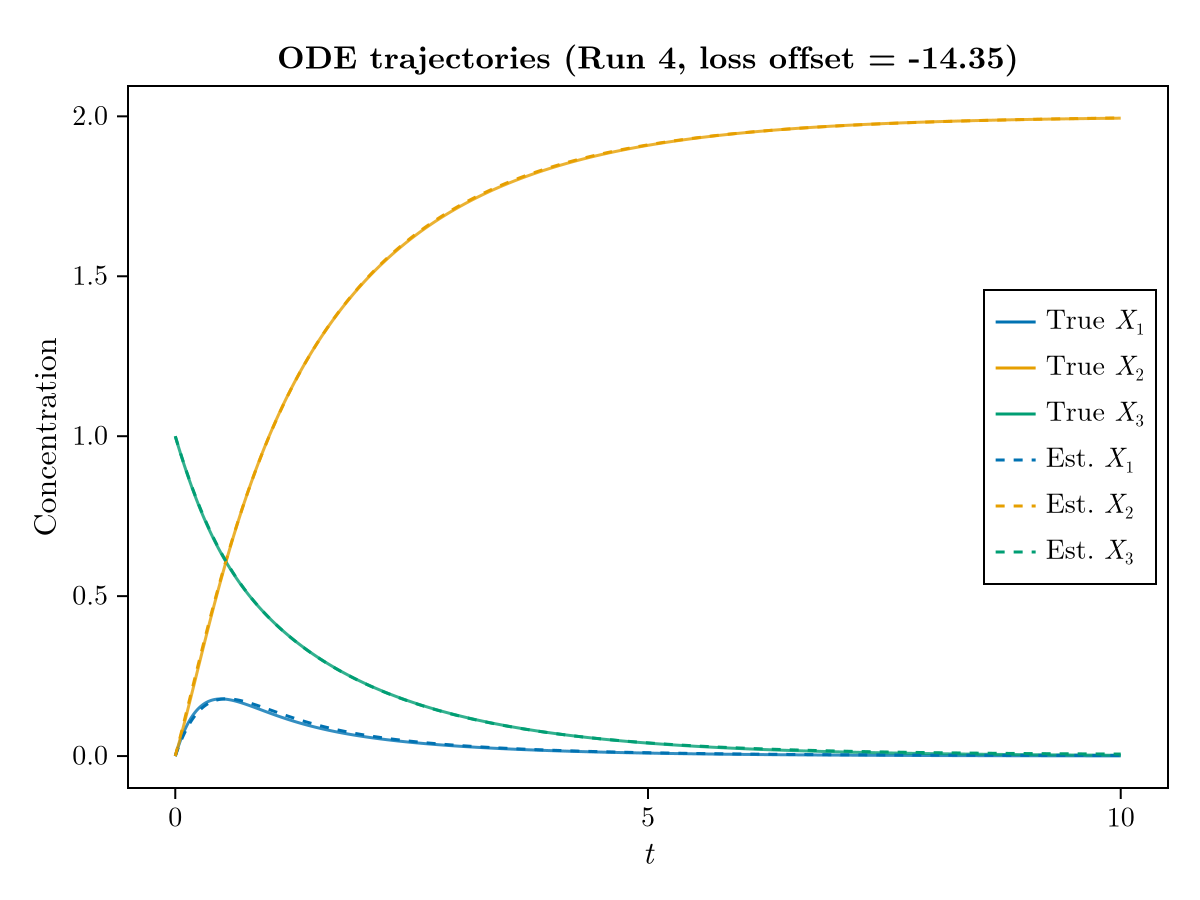 ODE trajectories (Run 4, loss offset = -14.35)
Concentration
2.0
1.5
1.0
0.5
0.0
True X₁
True X₂
True X₃
Est. X₁
Est. X₂
Est. X₃
0
5
10
t